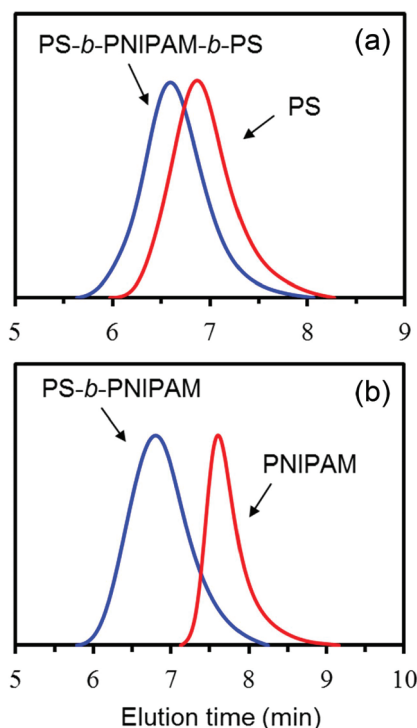 (a)
PS-b-PNIPAM-b-PS
PS
5 6 7 8 9
(b)
PS-b-PNIPAM
PNIPAM
5 6 7 8 9 10
Elution time (min)